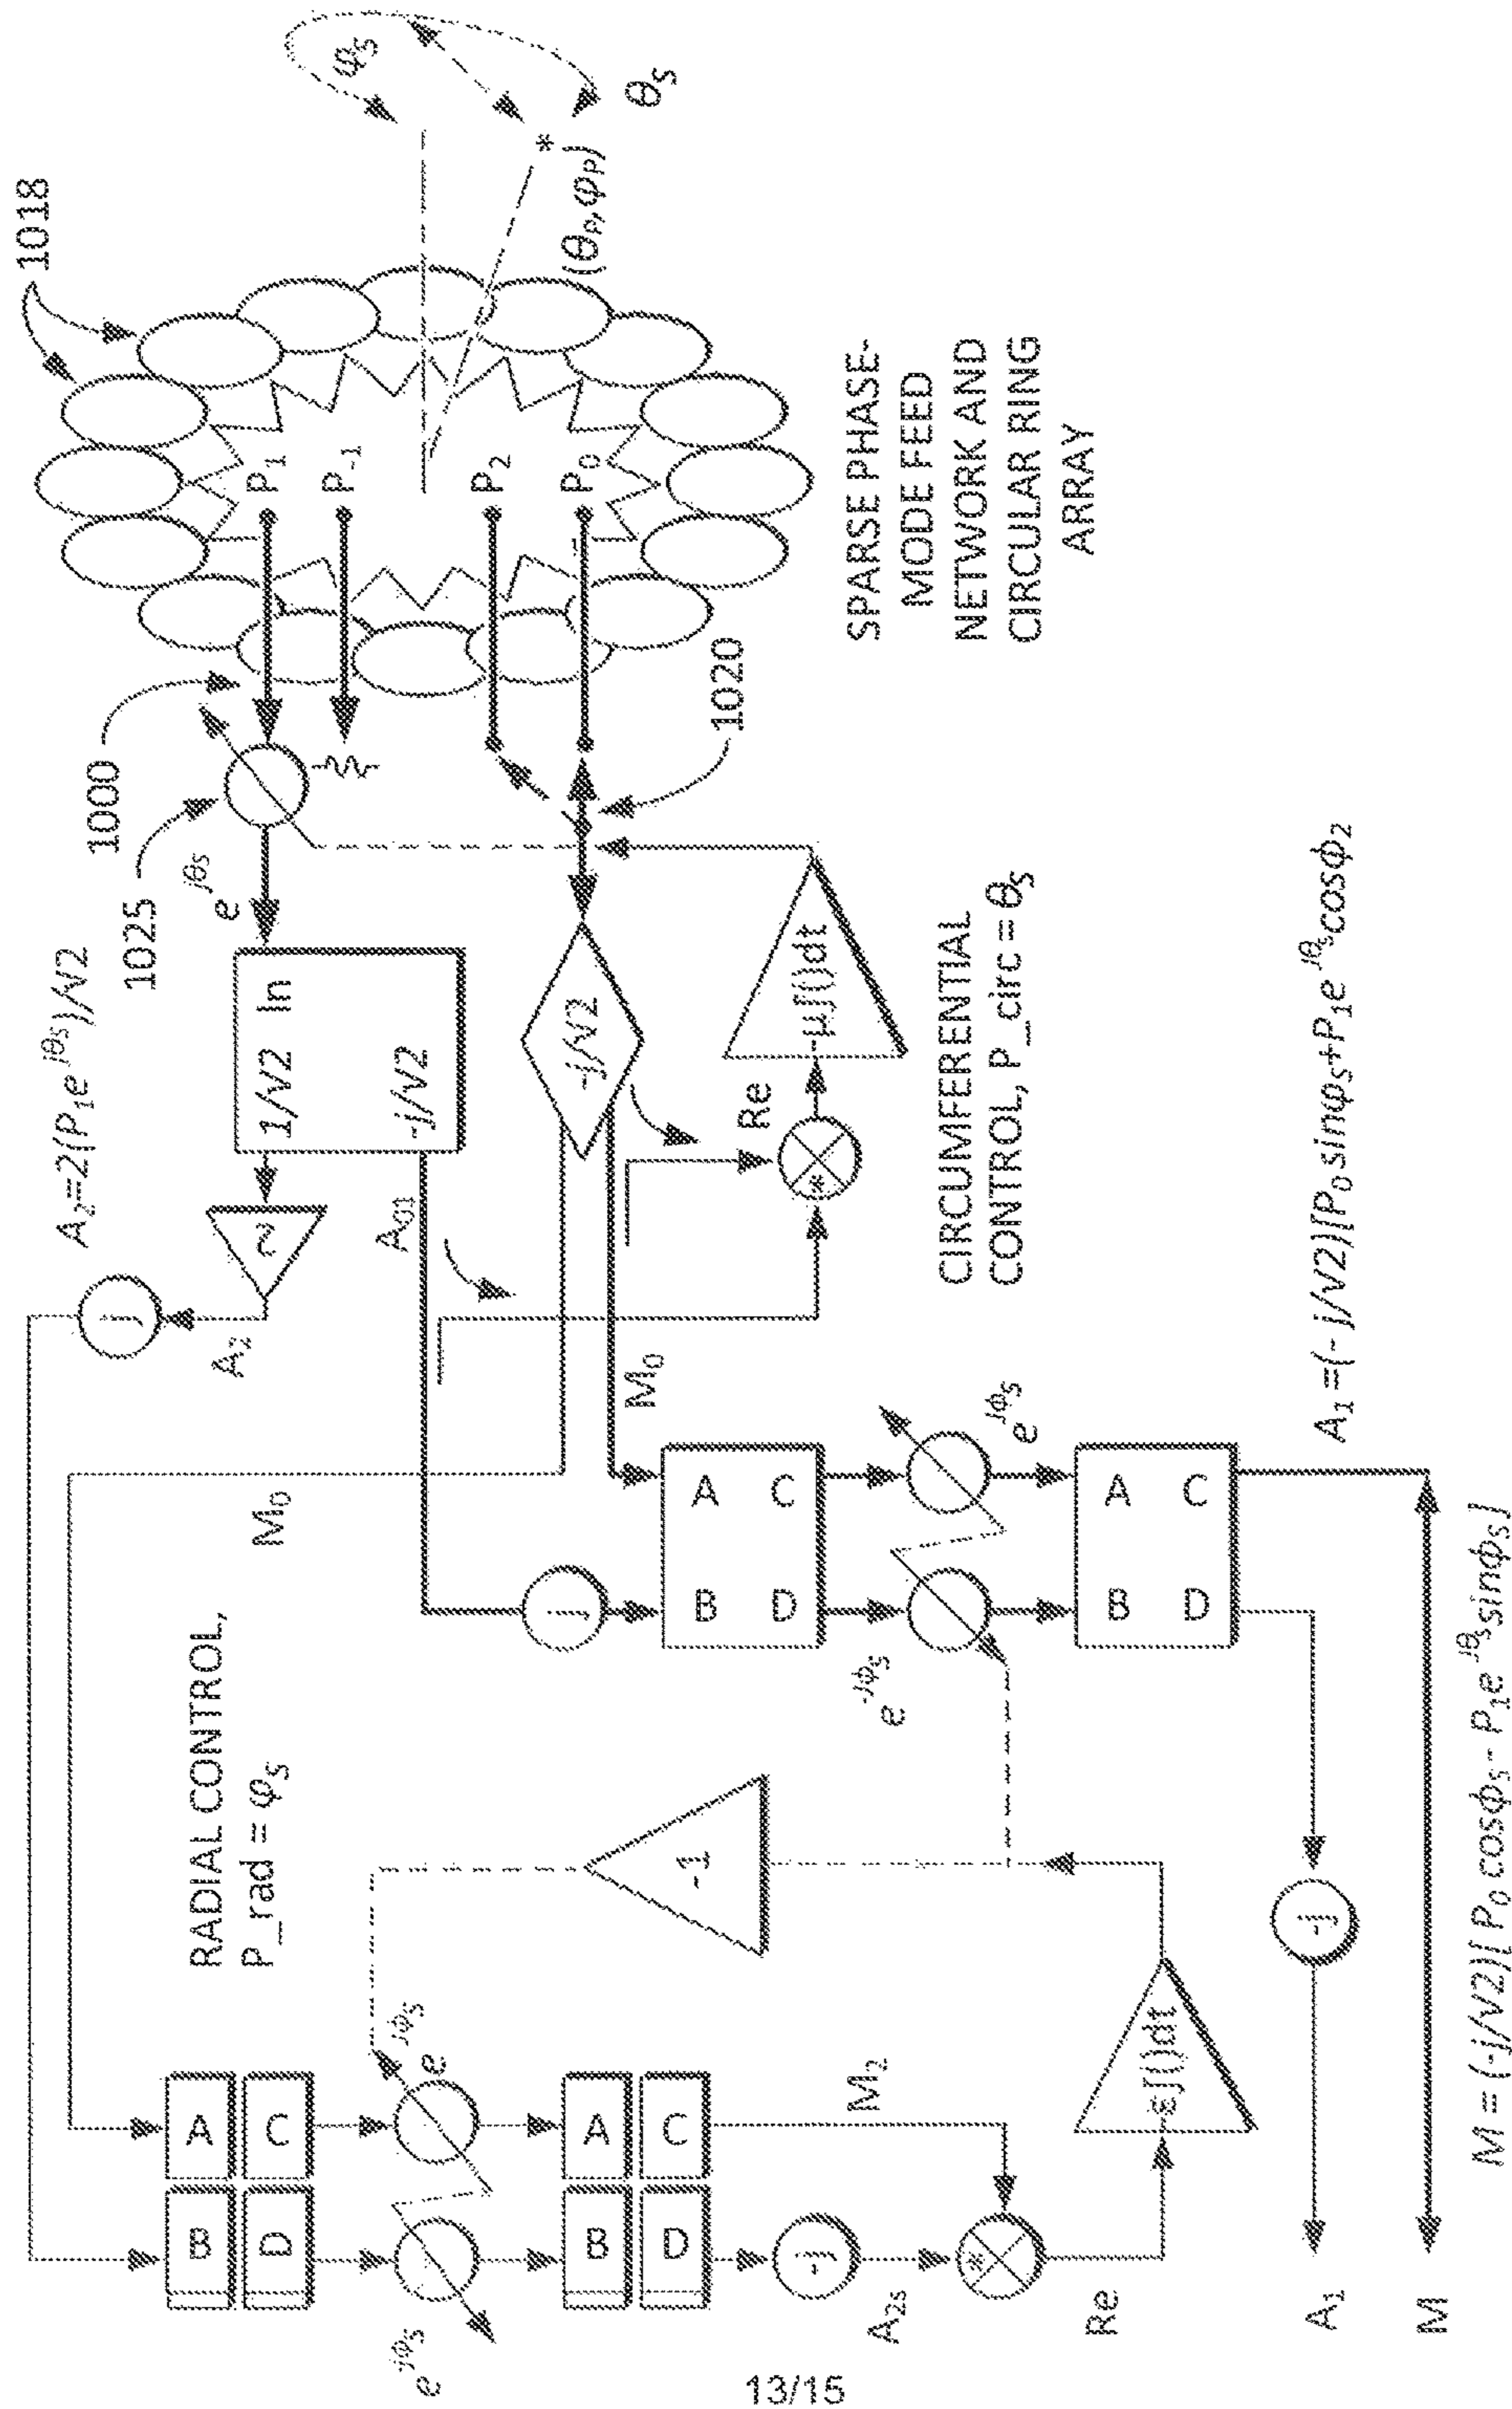 1018
φS
θS
*
(θp,φp)
P1
P-1
P2
P0
SPARSE PHASE-
MODE FEED
NETWORK AND
CIRCULAR RING
ARRAY
1000
1025
1020
e^jθS
In
1/√2
-j/√2
-j/√2
A2=2(P1e^jθS)/√2
~
j
A2
A01
Re
*
-μ∫()dt
CIRCUMFERENTIAL
CONTROL, P_circ = θS
M0
M0
j
A
B
C
D
e^jϕS
e^-jϕS
A
B
C
D
A1 =(- j/√2)[P0 sinφS+P1e^jθS cosϕ2
M = (-j/√2)[ P0 cosϕS- P1e^jθS sinϕS]
RADIAL CONTROL,
P_rad = φS
-1
B
A
D
C
e^-jϕS
e^jϕS
B
A
D
C
-j
M2
A2s
*
Re
ε∫()dt
-j
A1
M
13/15